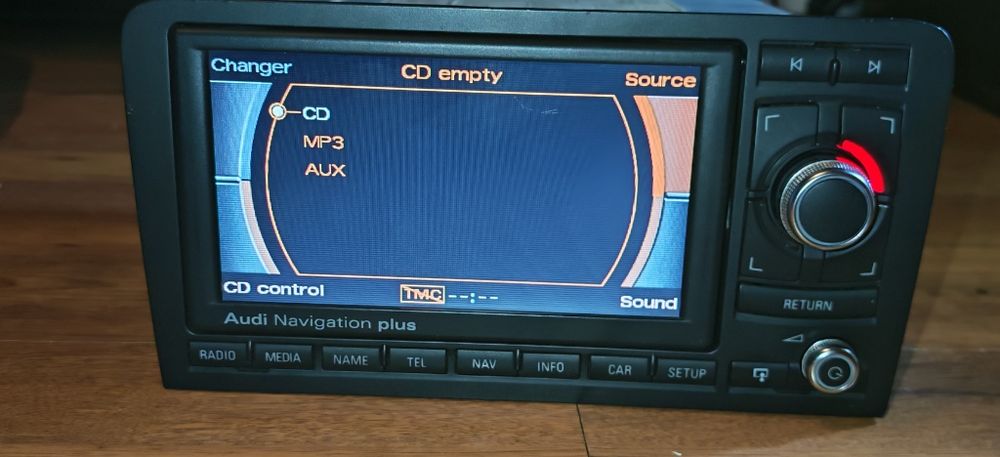 Changer
CD empty
Source
CD
MP3
AUX
CD control
TMC --:--
Sound
Audi Navigation plus
RADIO
MEDIA
NAME
TEL
NAV
INFO
CAR
SETUP
RETURN